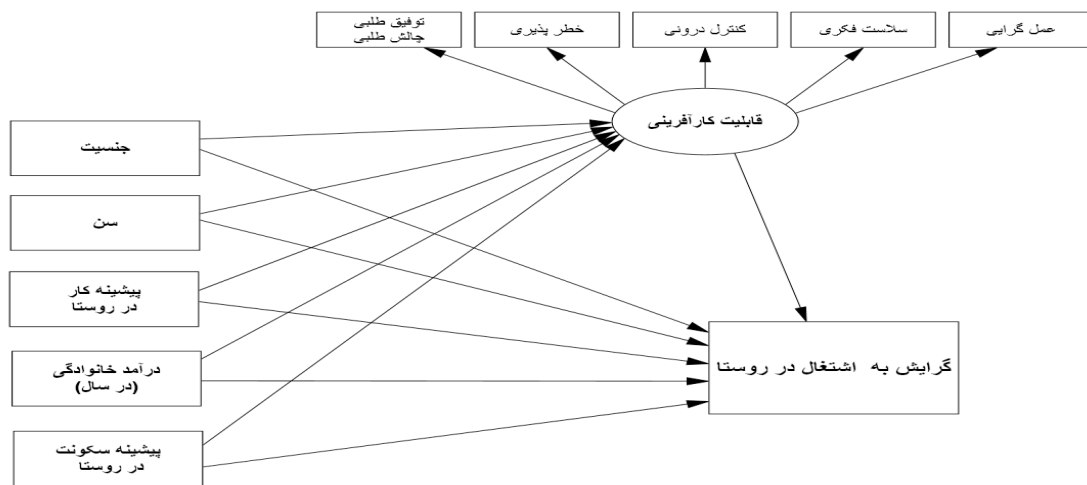 عمل گرایی
سلاست فکری
کنترل درونی
خطر پذیری
توفیق طلبی
چالش طلبی
قابلیت کارآفرینی
جنسیت
سن
پیشینه کار
در روستا
درآمد خانوادگی
(در سال)
پیشینه سکونت
در روستا
گرایش به اشتغال در روستا